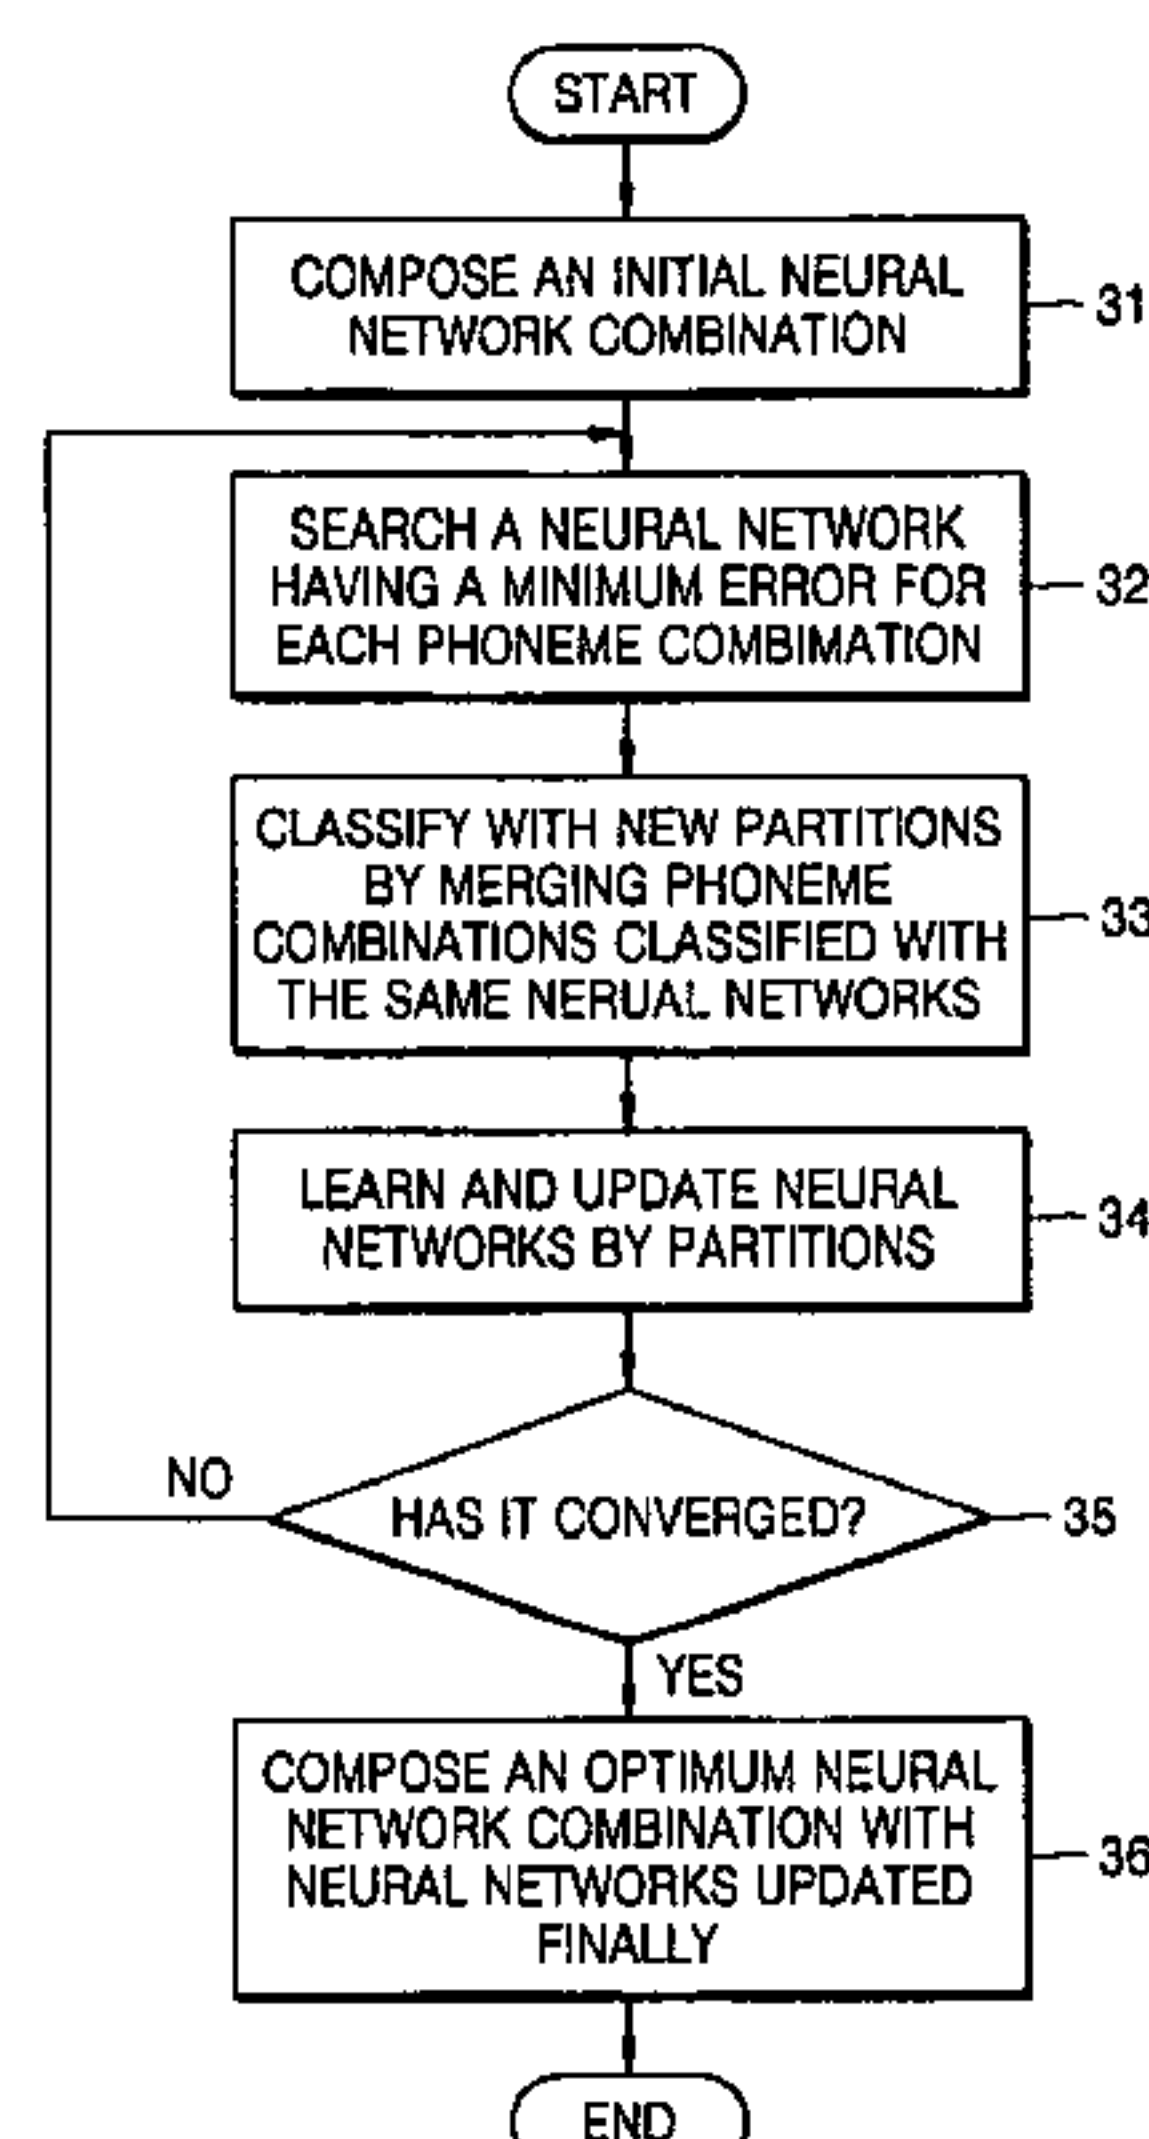 START
COMPOSE AN INITIAL NEURAL
NETWORK COMBINATION
31
SEARCH A NEURAL NETWORK
HAVING A MINIMUM ERROR FOR
EACH PHONEME COMBIMATION
32
CLASSIFY WITH NEW PARTITIONS
BY MERGING PHONEME
COMBINATIONS CLASSIFIED WITH
THE SAME NERUAL NETWORKS
33
LEARN AND UPDATE NEURAL
NETWORKS BY PARTITIONS
34
NO
HAS IT CONVERGED?
35
YES
COMPOSE AN OPTIMUM NEURAL
NETWORK COMBINATION WITH
NEURAL NETWORKS UPDATED
FINALLY
36
END